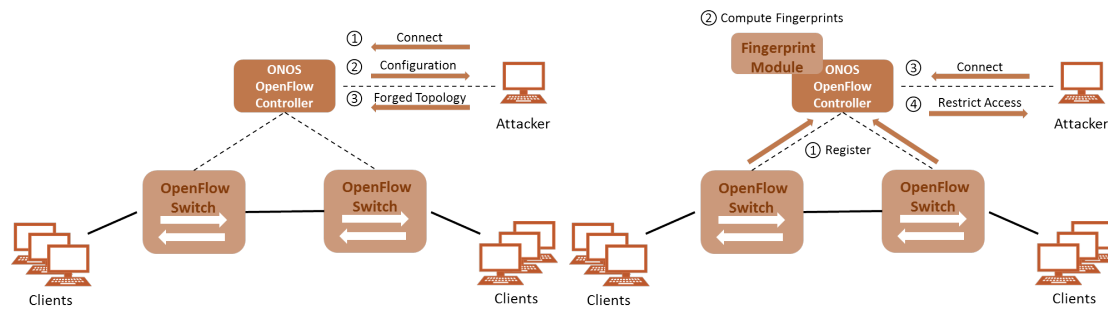 ① Connect
② Configuration
③ Forged Topology
ONOS
OpenFlow
Controller
Attacker
OpenFlow
Switch
OpenFlow
Switch
Clients
Clients
② Compute Fingerprints
Fingerprint
Module
ONOS
OpenFlow
Controller
③ Connect
④ Restrict Access
Attacker
① Register
OpenFlow
Switch
OpenFlow
Switch
Clients
Clients